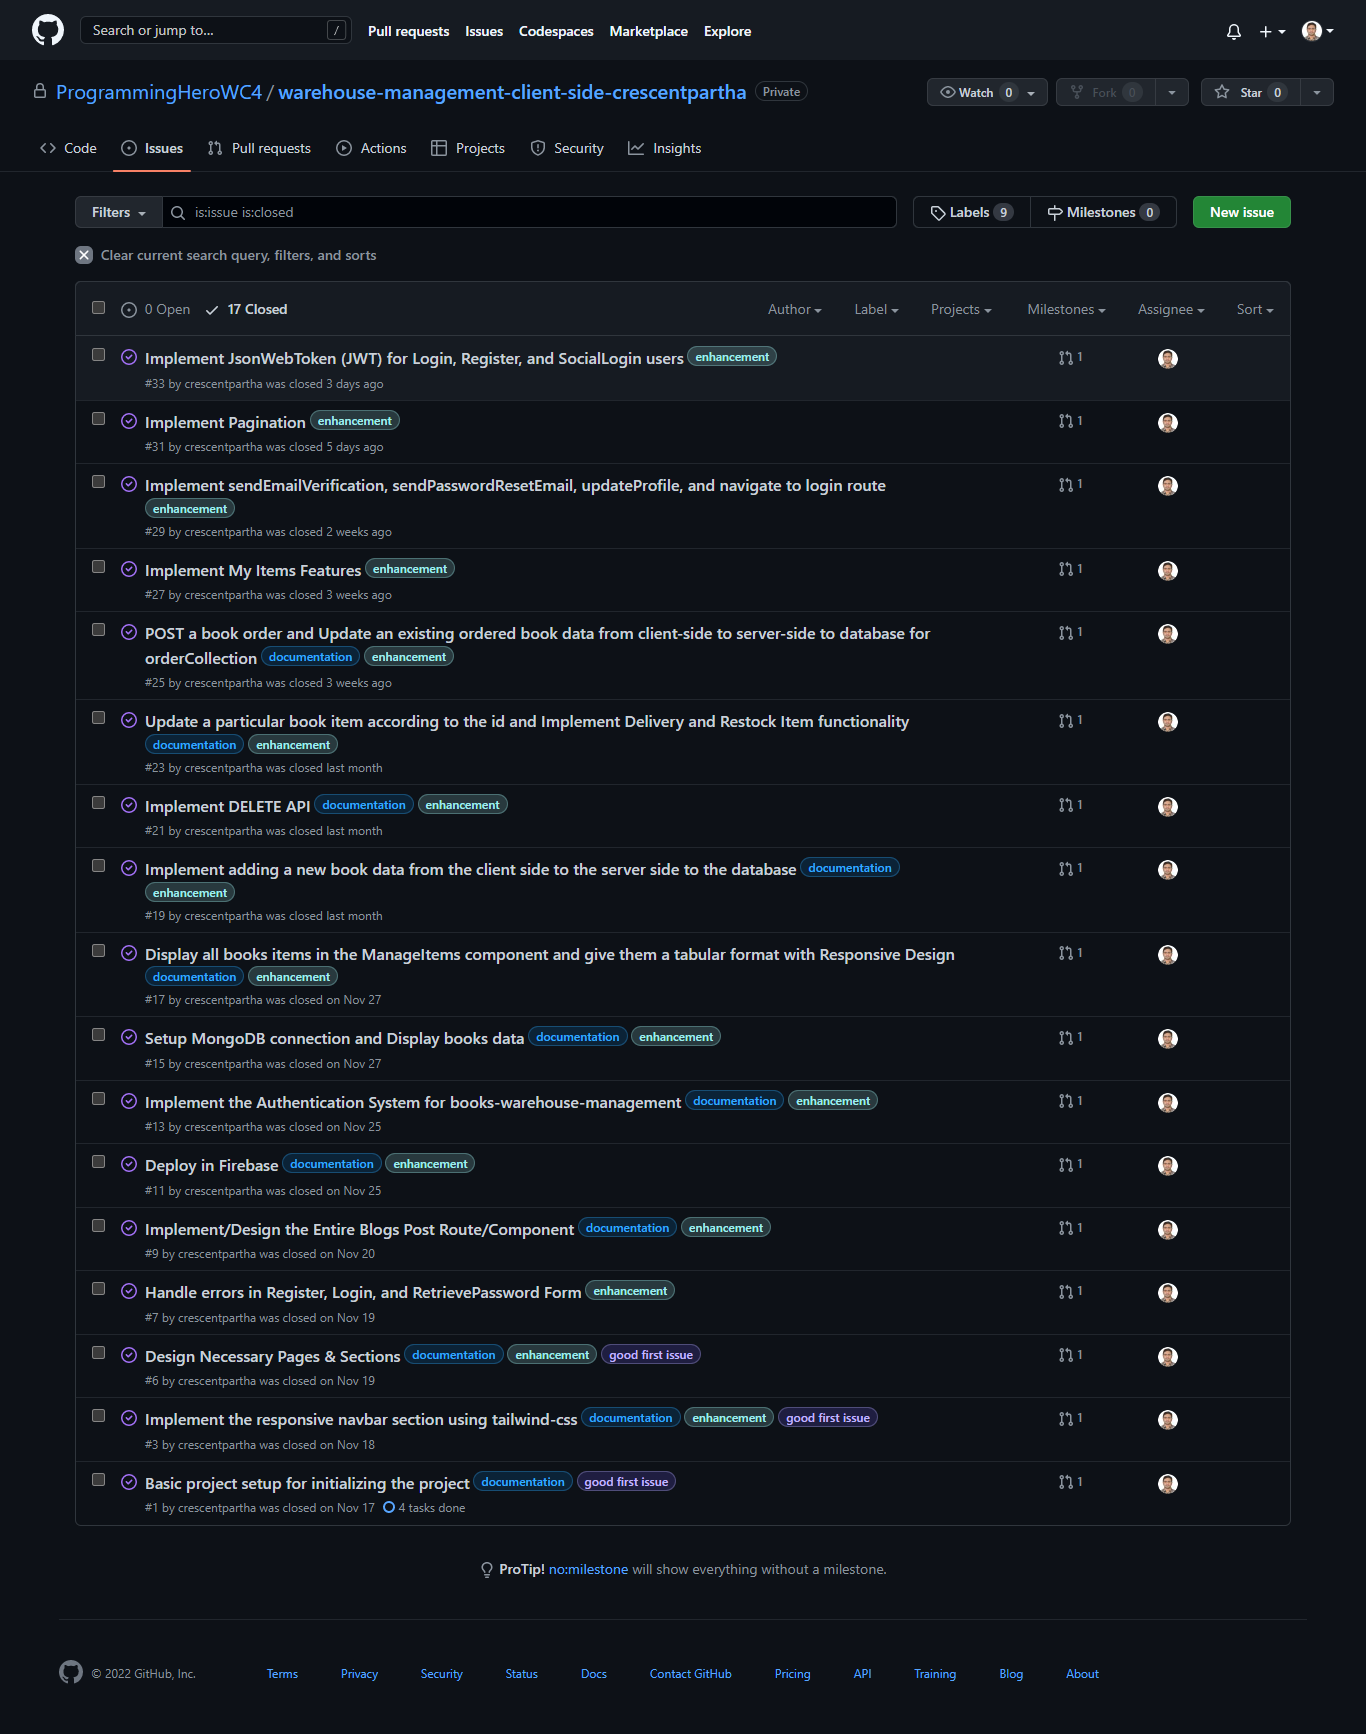 Search or jump to... /
Pull requests Issues Codespaces Marketplace Explore
ProgrammingHeroWC4 / warehouse-management-client-side-crescentpartha Private
Watch 0 Fork 0 Star 0
Code Issues Pull requests Actions Projects Security Insights
Filters is:issue is:closed Labels 9 Milestones 0 New issue
Clear current search query, filters, and sorts
0 Open 17 Closed Author Label Projects Milestones Assignee Sort
Implement JsonWebToken (JWT) for Login, Register, and SocialLogin users enhancement 1
#33 by crescentpartha was closed 3 days ago
Implement Pagination enhancement 1
#31 by crescentpartha was closed 5 days ago
Implement sendEmailVerification, sendPasswordResetEmail, updateProfile, and navigate to login route 1
enhancement
#29 by crescentpartha was closed 2 weeks ago
Implement My Items Features enhancement 1
#27 by crescentpartha was closed 3 weeks ago
POST a book order and Update an existing ordered book data from client-side to server-side to database for 1
orderCollection documentation enhancement
#25 by crescentpartha was closed 3 weeks ago
Update a particular book item according to the id and Implement Delivery and Restock Item functionality 1
documentation enhancement
#23 by crescentpartha was closed last month
Implement DELETE API documentation enhancement 1
#21 by crescentpartha was closed last month
Implement adding a new book data from the client side to the server side to the database documentation 1
enhancement
#19 by crescentpartha was closed last month
Display all books items in the ManageItems component and give them a tabular format with Responsive Design 1
documentation enhancement
#17 by crescentpartha was closed on Nov 27
Setup MongoDB connection and Display books data documentation enhancement 1
#15 by crescentpartha was closed on Nov 27
Implement the Authentication System for books-warehouse-management documentation enhancement 1
#13 by crescentpartha was closed on Nov 25
Deploy in Firebase documentation enhancement 1
#11 by crescentpartha was closed on Nov 25
Implement/Design the Entire Blogs Post Route/Component documentation enhancement 1
#9 by crescentpartha was closed on Nov 20
Handle errors in Register, Login, and RetrievePassword Form enhancement 1
#7 by crescentpartha was closed on Nov 19
Design Necessary Pages & Sections documentation enhancement good first issue 1
#6 by crescentpartha was closed on Nov 19
Implement the responsive navbar section using tailwind-css documentation enhancement good first issue 1
#3 by crescentpartha was closed on Nov 18
Basic project setup for initializing the project documentation good first issue 1
#1 by crescentpartha was closed on Nov 17 4 tasks done
ProTip! no:milestone will show everything without a milestone.
© 2022 GitHub, Inc. Terms Privacy Security Status Docs Contact GitHub Pricing API Training Blog About